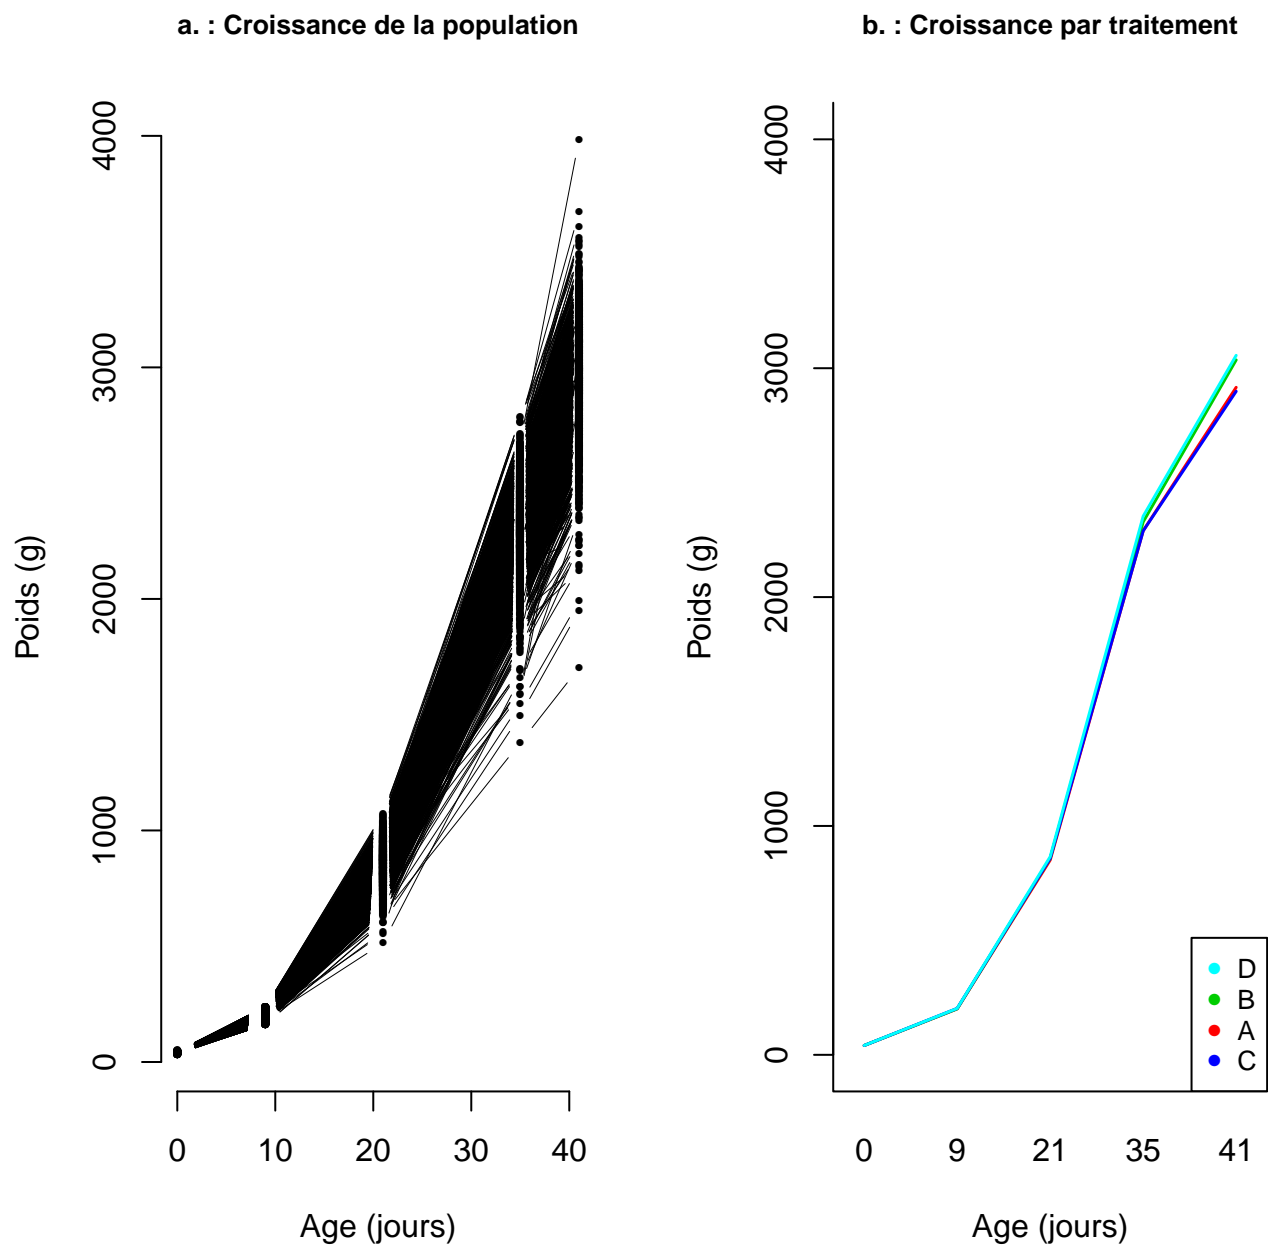 a. : Croissance de la population
Poids (g)
4000
3000
2000
1000
0
0 10 20 30 40
Age (jours)
b. : Croissance par traitement
Poids (g)
4000
3000
2000
1000
0
0 9 21 35 41
Age (jours)
D
B
A
C